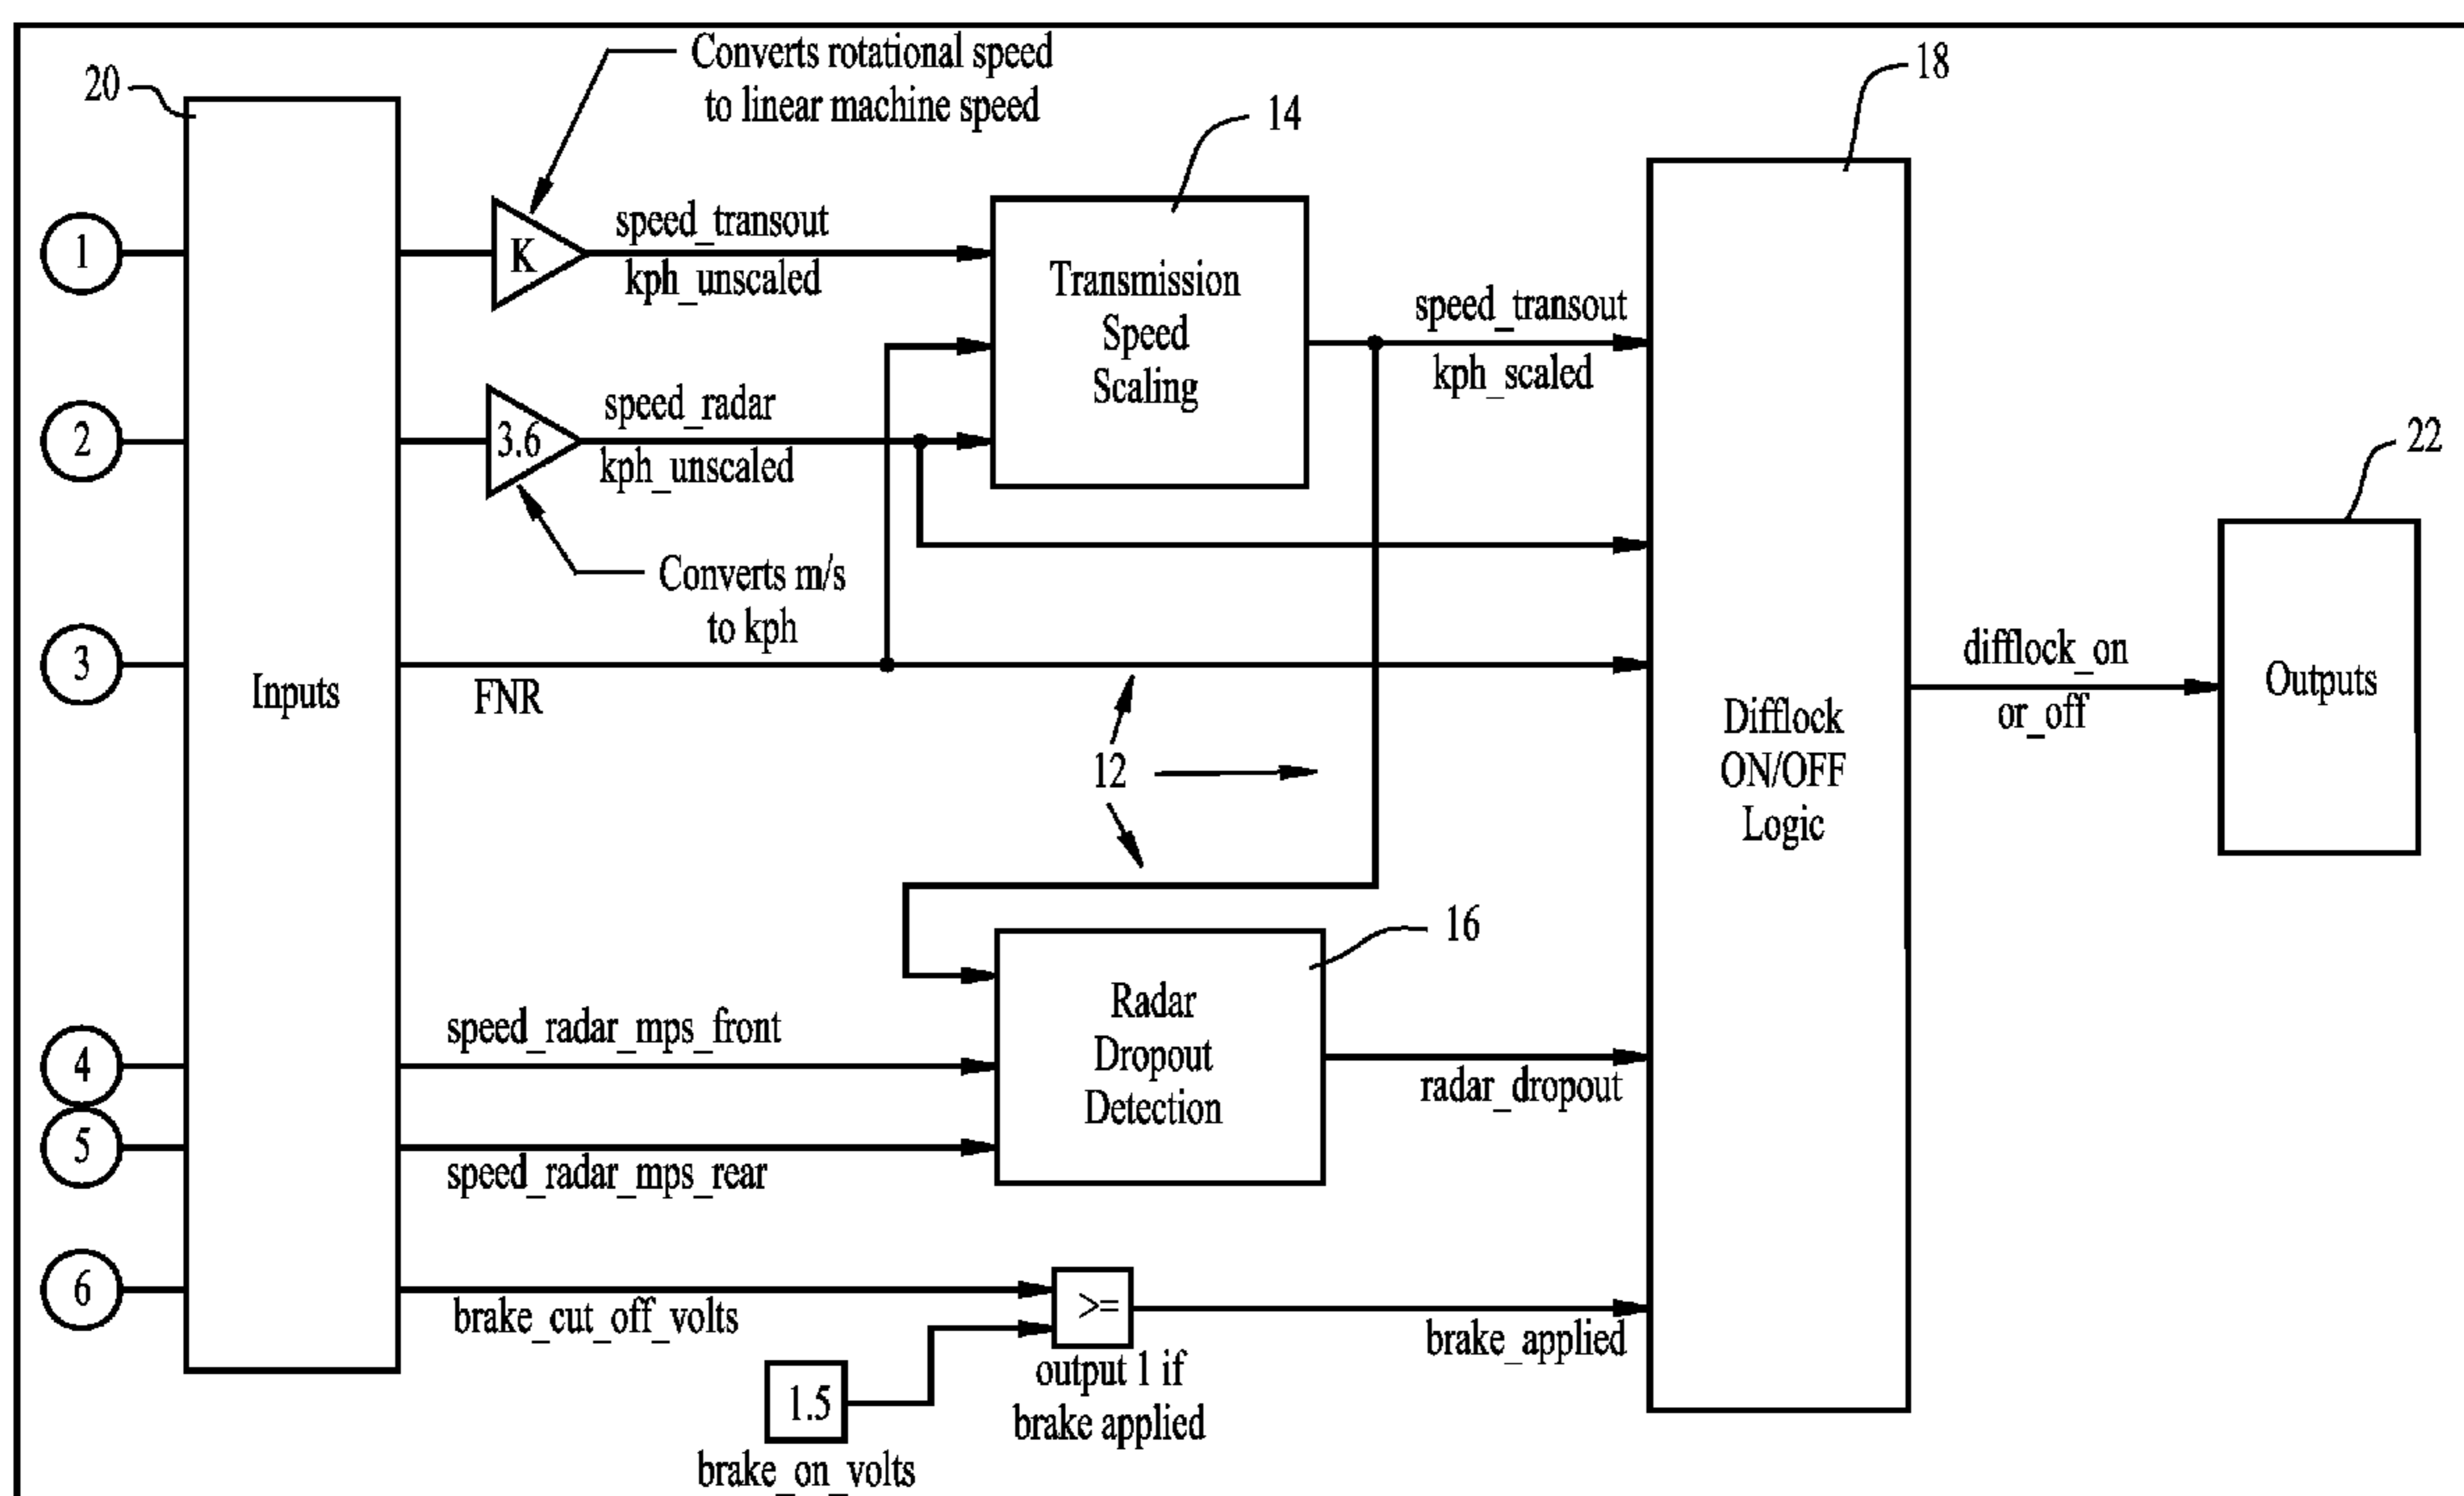 20
Converts rotational speed
to linear machine speed
14
18
1
K
speed_transout
kph_unscaled
Transmission
Speed
Scaling
speed_transout
kph_scaled
2
3.6
speed_radar
kph_unscaled
22
Converts m/s
to kph
3
Inputs
FNR
12
Difflock
ON/OFF
Logic
difflock_on
or_off
Outputs
16
4
speed_radar_mps_front
Radar
Dropout
Detection
radar_dropout
5
speed_radar_mps_rear
6
brake_cut_off_volts
>=
output 1 if
brake applied
brake_applied
1.5
brake_on_volts